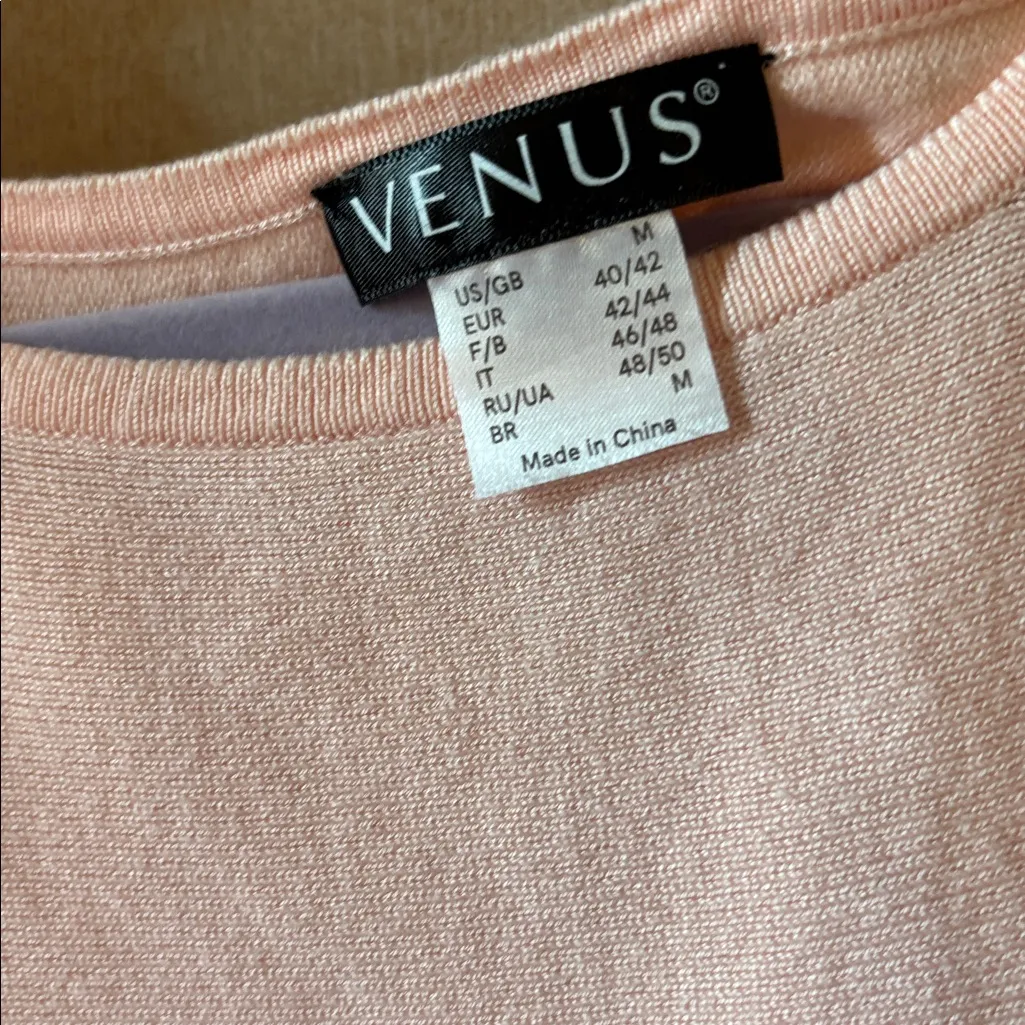 VENUS®
US/GB M
EUR 40/42
F/B 42/44
IT 46/48
RU/UA 48/50
BR M
Made in China